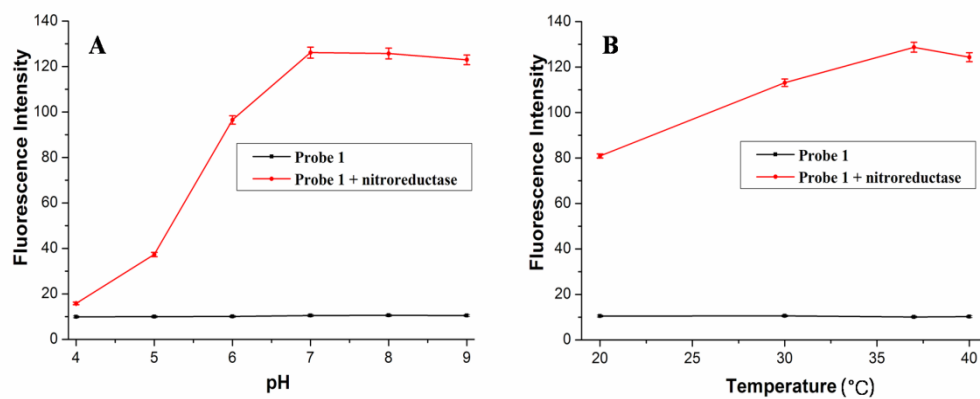 A
Fluorescence Intensity
140
120
100
80
60
40
20
0
Probe 1
Probe 1 + nitroreductase
4 5 6 7 8 9
pH
B
Fluorescence Intensity
140
120
100
80
60
40
20
0
Probe 1
Probe 1 + nitroreductase
20 25 30 35 40
Temperature (°C)